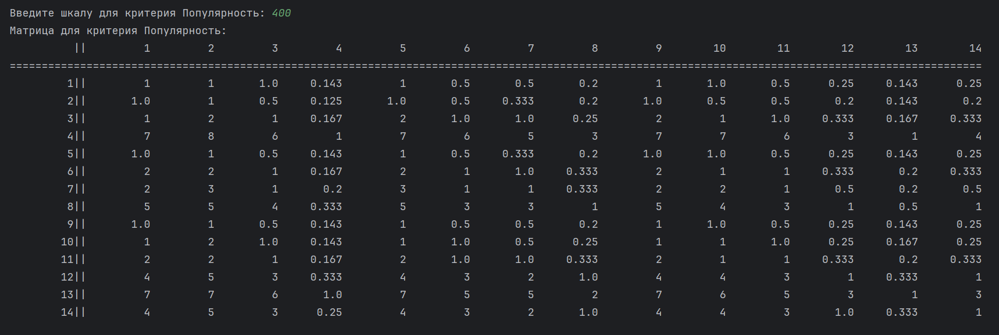 Введите шкалу для критерия Популярность: 400
Матрица для критерия Популярность:
|| 1 2 3 4 5 6 7 8 9 10 11 12 13 14
========================================================================================================================================================
1|| 1 1 1.0 0.143 1 0.5 0.5 0.2 1 1.0 0.5 0.25 0.143 0.25
2|| 1.0 1 0.5 0.125 1.0 0.5 0.333 0.2 1.0 0.5 0.5 0.2 0.143 0.2
3|| 1 2 1 0.167 2 1.0 1.0 0.25 2 1 1.0 0.333 0.167 0.333
4|| 7 8 6 1 7 6 5 3 7 7 6 3 1 4
5|| 1.0 1 0.5 0.143 1 0.5 0.333 0.2 1.0 1.0 0.5 0.25 0.143 0.25
6|| 2 2 1 0.167 2 1 1.0 0.333 2 1 1 0.333 0.2 0.333
7|| 2 3 1 0.2 3 1 1 0.333 2 2 1 0.5 0.2 0.5
8|| 5 5 4 0.333 5 3 3 1 5 4 3 1 0.5 1
9|| 1.0 1 0.5 0.143 1 0.5 0.5 0.2 1 1.0 0.5 0.25 0.143 0.25
10|| 1 2 1.0 0.143 1 1.0 0.5 0.25 1 1 1.0 0.25 0.167 0.25
11|| 2 2 1 0.167 2 1.0 1.0 0.333 2 1 1 0.333 0.2 0.333
12|| 4 5 3 0.333 4 3 2 1.0 4 4 3 1 0.333 1
13|| 7 7 6 1.0 7 5 5 2 7 6 5 3 1 3
14|| 4 5 3 0.25 4 3 2 1.0 4 4 3 1.0 0.333 1